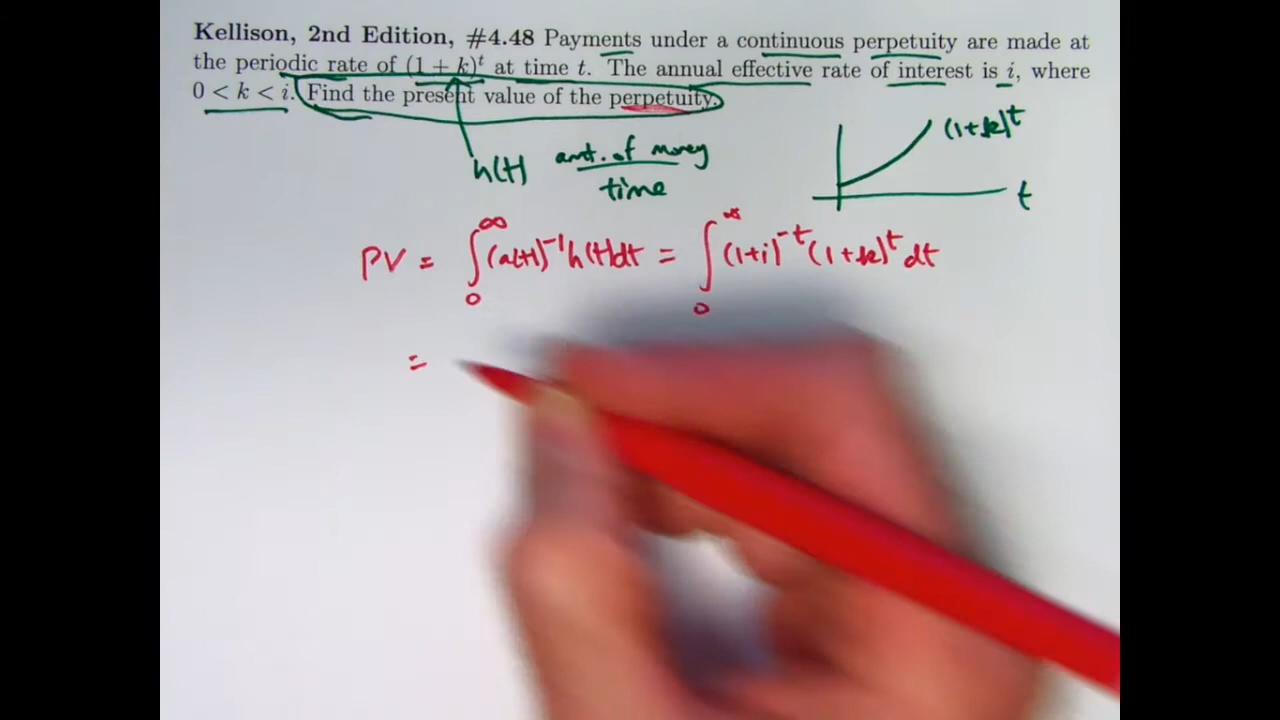 Kellison, 2nd Edition, #4.48 Payments under a continuous perpetuity are made at
the periodic rate of (1 + k)^t at time t. The annual effective rate of interest is i, where
0 < k < i. Find the present value of the perpetuity.
h(t) amt. of money / time
(1+k)^t
t
PV = ∫_0^∞ (a(t))^-1 h(t)dt = ∫_0^∞ (1+i)^-t (1+k)^t dt
=